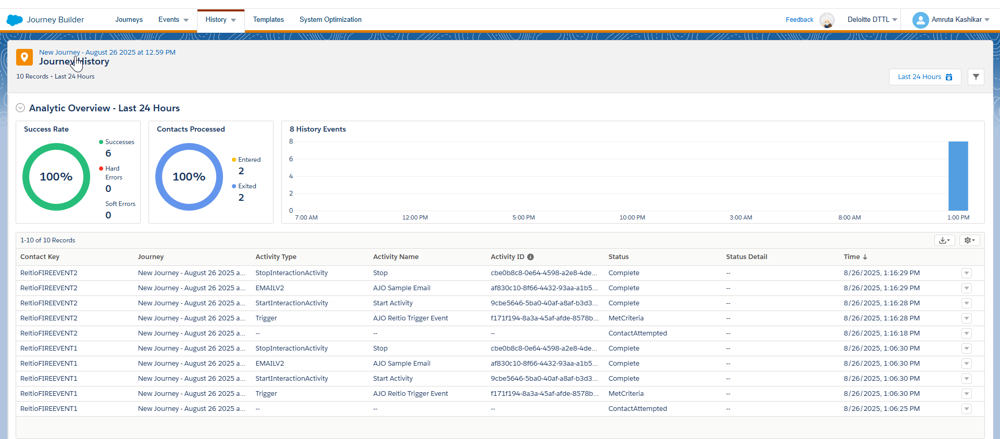 Journey Builder Journeys Events History Templates System Optimization Feedback Deloitte DTTL Amruta Kashikar
New Journey - August 26 2025 at 12.59 PM
Journey History
10 Records • Last 24 Hours
Last 24 Hours
Analytic Overview - Last 24 Hours
Success Rate
100%
Successes
6
Hard
Errors
0
Soft Errors
0
Contacts Processed
100%
Entered
2
Exited
2
8 History Events
8
6
4
2
0
7:00 AM 12:00 PM 5:00 PM 10:00 PM 3:00 AM 8:00 AM 1:00 PM
1-10 of 10 Records
Contact Key Journey Activity Type Activity Name Activity ID Status Status Detail Time
ReltioFIREEVENT2 New Journey - August 26 2025 a... StopInteractionActivity Stop cbe0b8c8-0e64-4598-a2e8-4de... Complete -- 8/26/2025, 1:16:29 PM
ReltioFIREEVENT2 New Journey - August 26 2025 a... EMAILV2 AJO Sample Email af830c10-8f66-4432-93aa-a1b5... Complete -- 8/26/2025, 1:16:29 PM
ReltioFIREEVENT2 New Journey - August 26 2025 a... StartInteractionActivity Start Activity 9cbe5646-5ba0-40af-a8af-b3d3... Complete -- 8/26/2025, 1:16:28 PM
ReltioFIREEVENT2 New Journey - August 26 2025 a... Trigger AJO Reltio Trigger Event f171f194-8a3a-45af-afde-8578b... MetCriteria -- 8/26/2025, 1:16:28 PM
ReltioFIREEVENT2 New Journey - August 26 2025 a... -- -- -- ContactAttempted -- 8/26/2025, 1:16:18 PM
ReltioFIREEVENT1 New Journey - August 26 2025 a... StopInteractionActivity Stop cbe0b8c8-0e64-4598-a2e8-4de... Complete -- 8/26/2025, 1:06:30 PM
ReltioFIREEVENT1 New Journey - August 26 2025 a... EMAILV2 AJO Sample Email af830c10-8f66-4432-93aa-a1b5... Complete -- 8/26/2025, 1:06:30 PM
ReltioFIREEVENT1 New Journey - August 26 2025 a... StartInteractionActivity Start Activity 9cbe5646-5ba0-40af-a8af-b3d3... Complete -- 8/26/2025, 1:06:30 PM
ReltioFIREEVENT1 New Journey - August 26 2025 a... Trigger AJO Reltio Trigger Event f171f194-8a3a-45af-afde-8578b... MetCriteria -- 8/26/2025, 1:06:30 PM
ReltioFIREEVENT1 New Journey - August 26 2025 a... -- -- -- ContactAttempted -- 8/26/2025, 1:06:25 PM